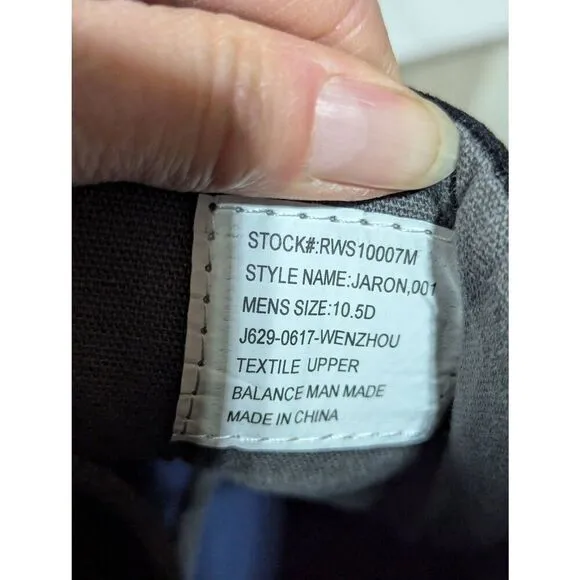 STOCK#:RWS10007M
STYLE NAME:JARON,001
MENS SIZE:10.5D
J629-0617-WENZHOU
TEXTILE UPPER
BALANCE MAN MADE
MADE IN CHINA